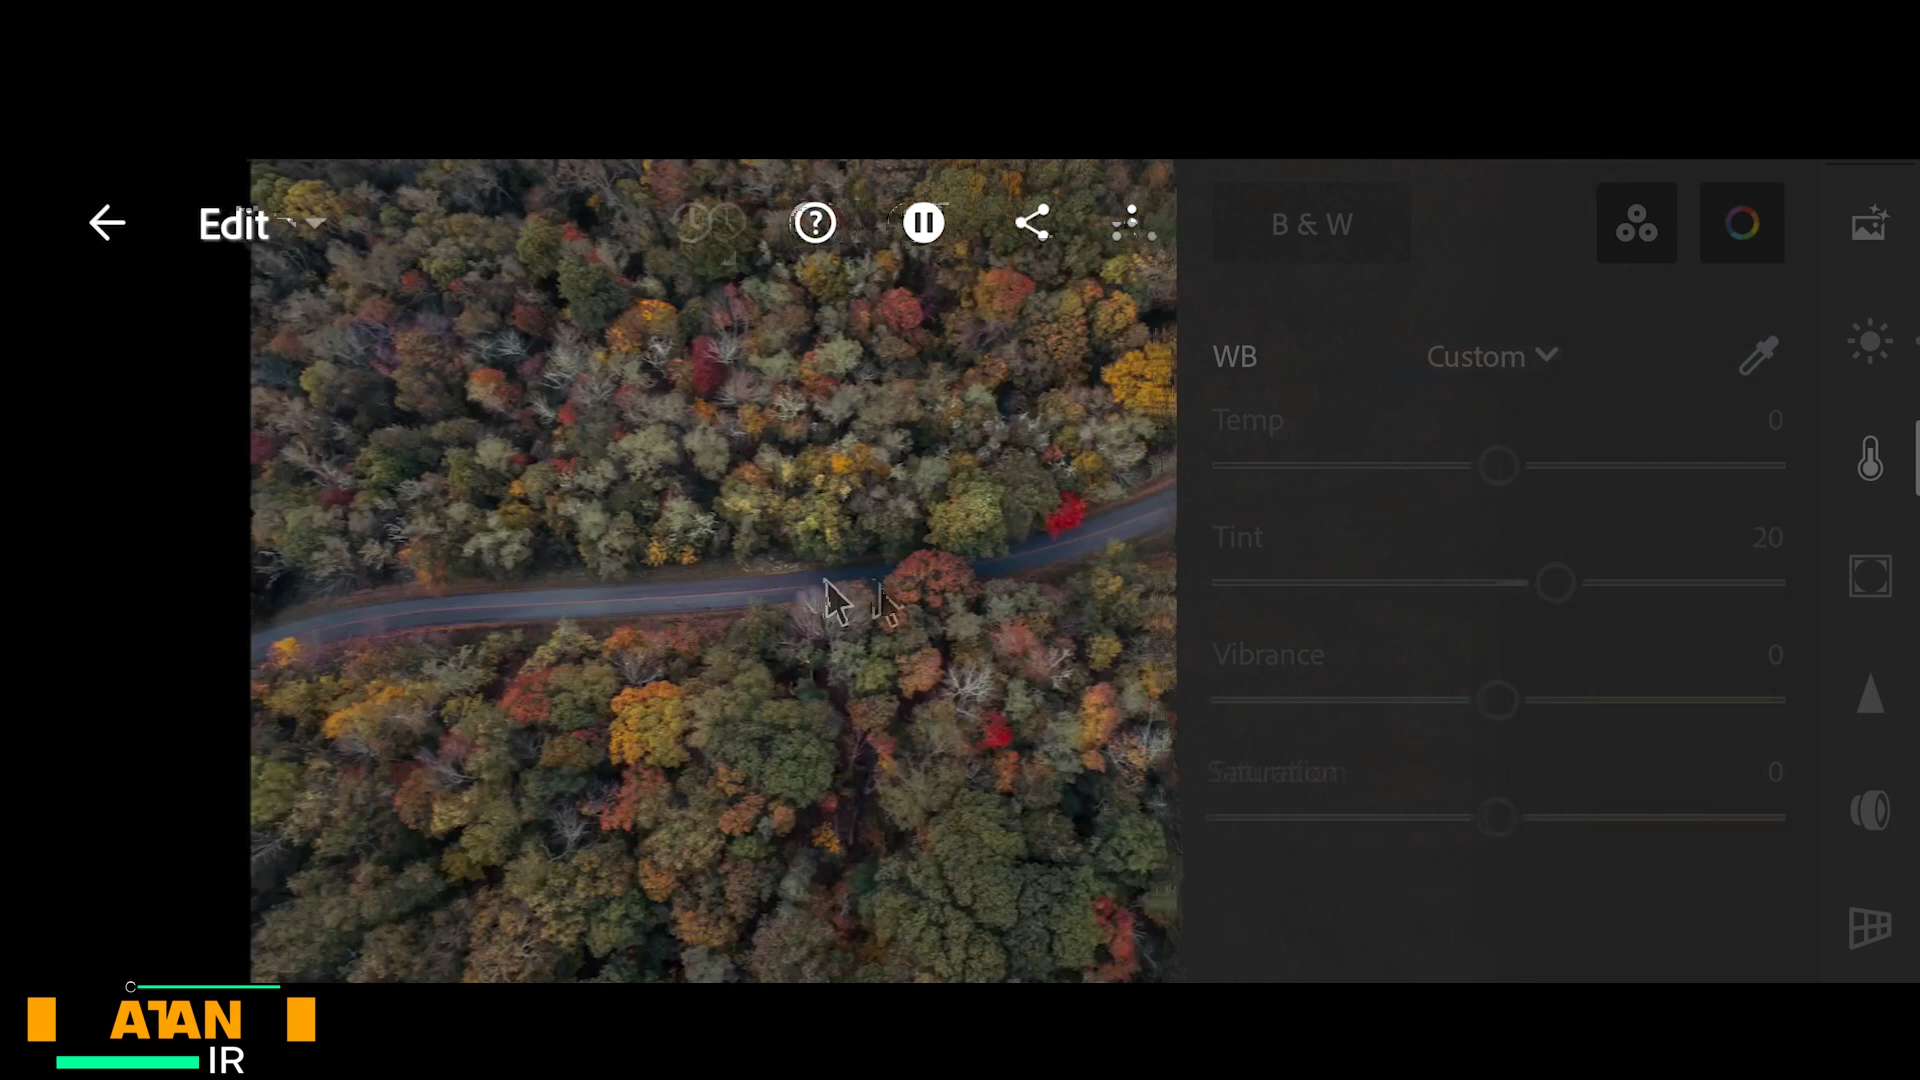 Edit
B & W
WB
Custom
Temp
0
Tint
20
Vibrance
0
Saturation
0
ATAN
IR